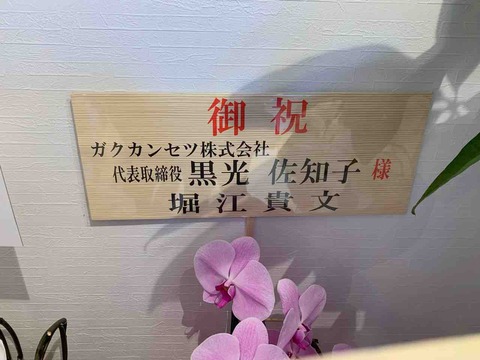 御祝
ガクカンセツ株式会社
代表取締役 黒光 佐知子 様
堀江貴文